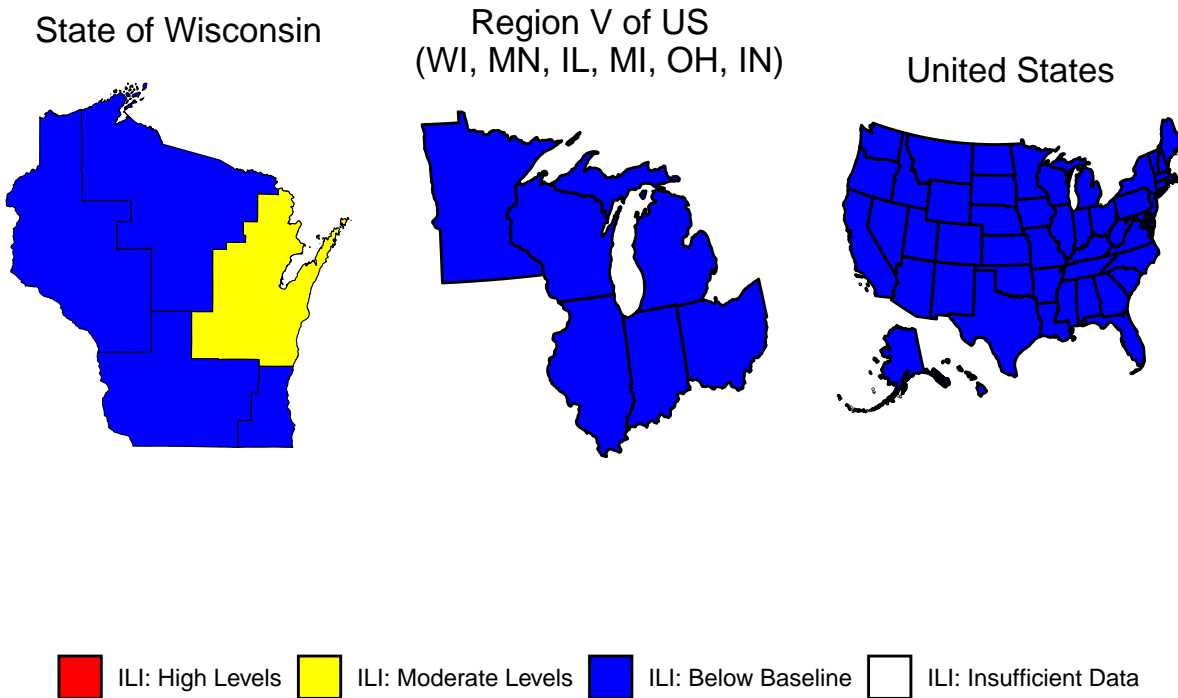 State of Wisconsin
Region V of US
(WI, MN, IL, MI, OH, IN)
United States
ILI: High Levels
ILI: Moderate Levels
ILI: Below Baseline
ILI: Insufficient Data